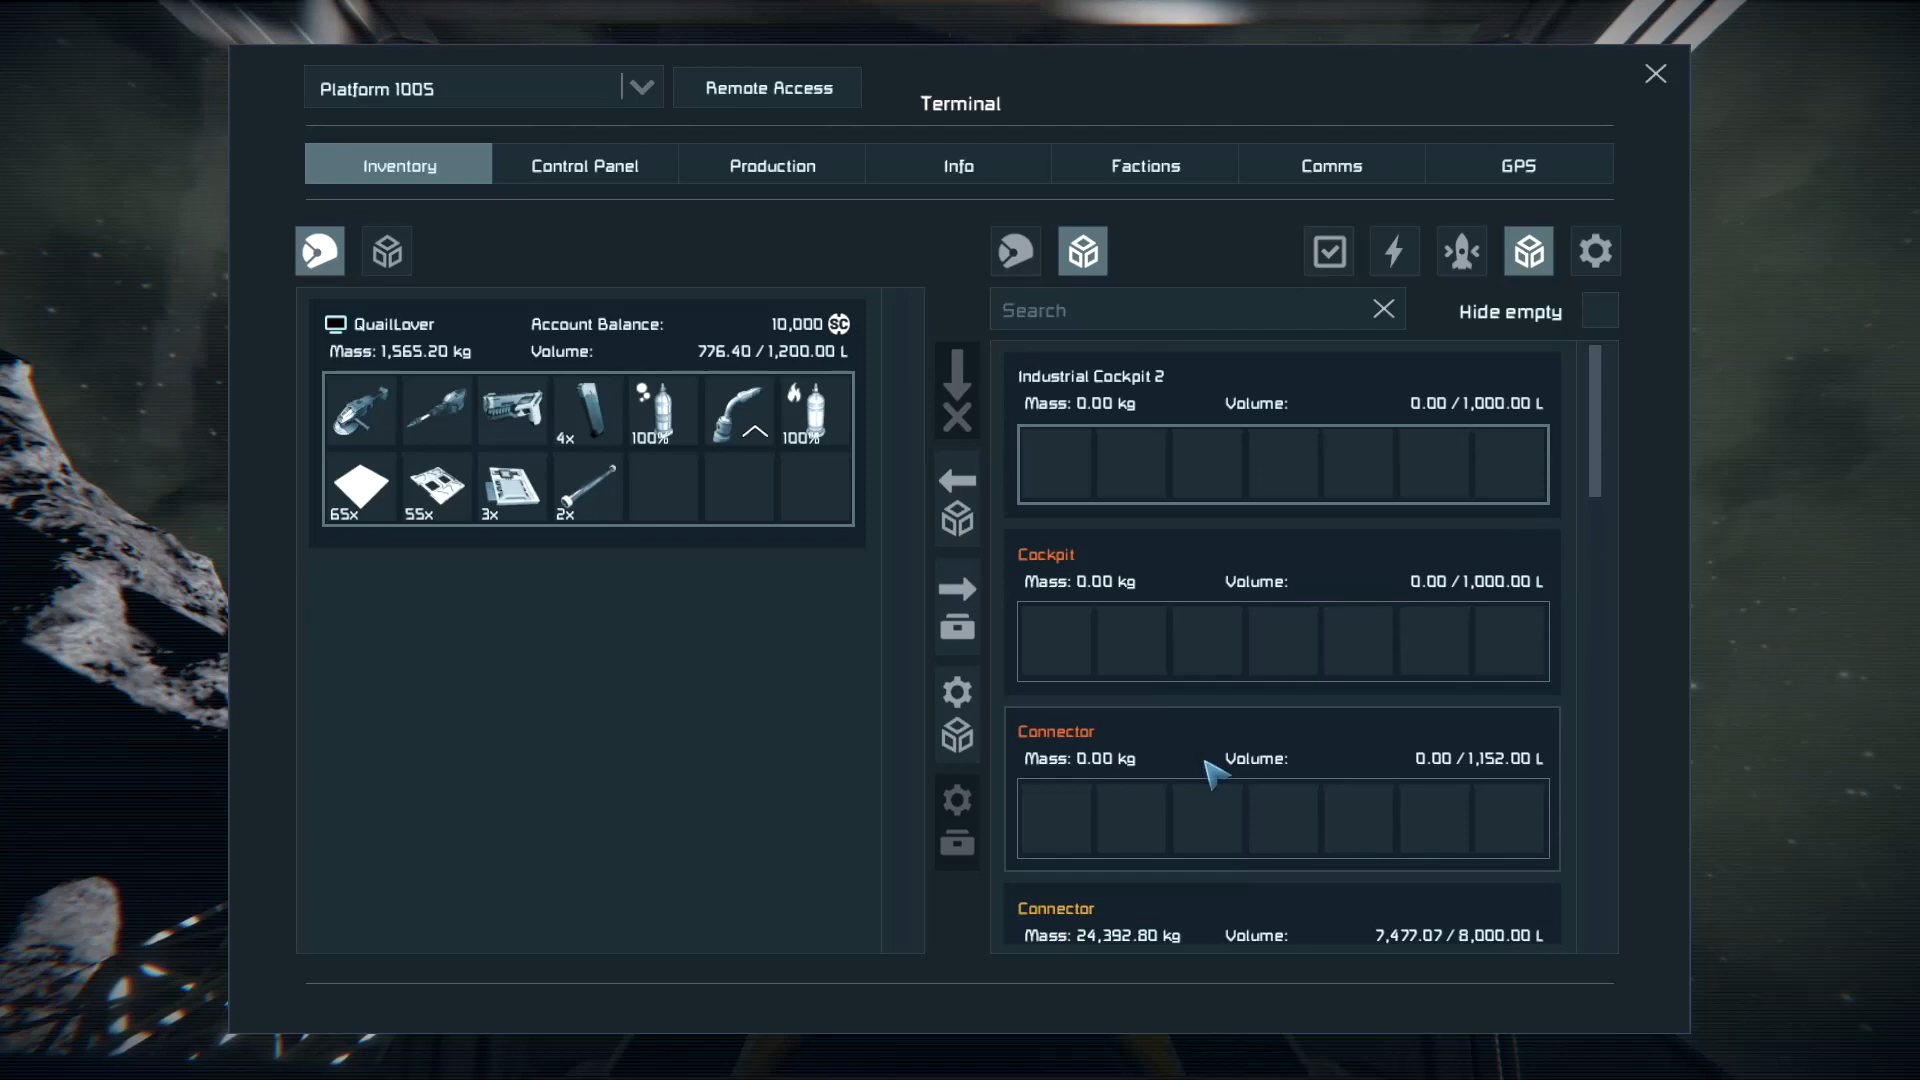 Platform 1005
Remote Access
Terminal
Inventory
Control Panel
Production
Info
Factions
Comms
GPS
QuailLover
Account Balance:
10,000 SC
Mass: 1,565.20 kg
Volume:
776.40 / 1,200.00 L
4x
100%
100%
65x
55x
3x
2x
Search
Hide empty
Industrial Cockpit 2
Mass: 0.00 kg
Volume:
0.00 / 1,000.00 L
Cockpit
Mass: 0.00 kg
Volume:
0.00 / 1,000.00 L
Connector
Mass: 0.00 kg
Volume:
0.00 / 1,152.00 L
Connector
Mass: 24,392.80 kg
Volume:
7,477.07 / 8,000.00 L